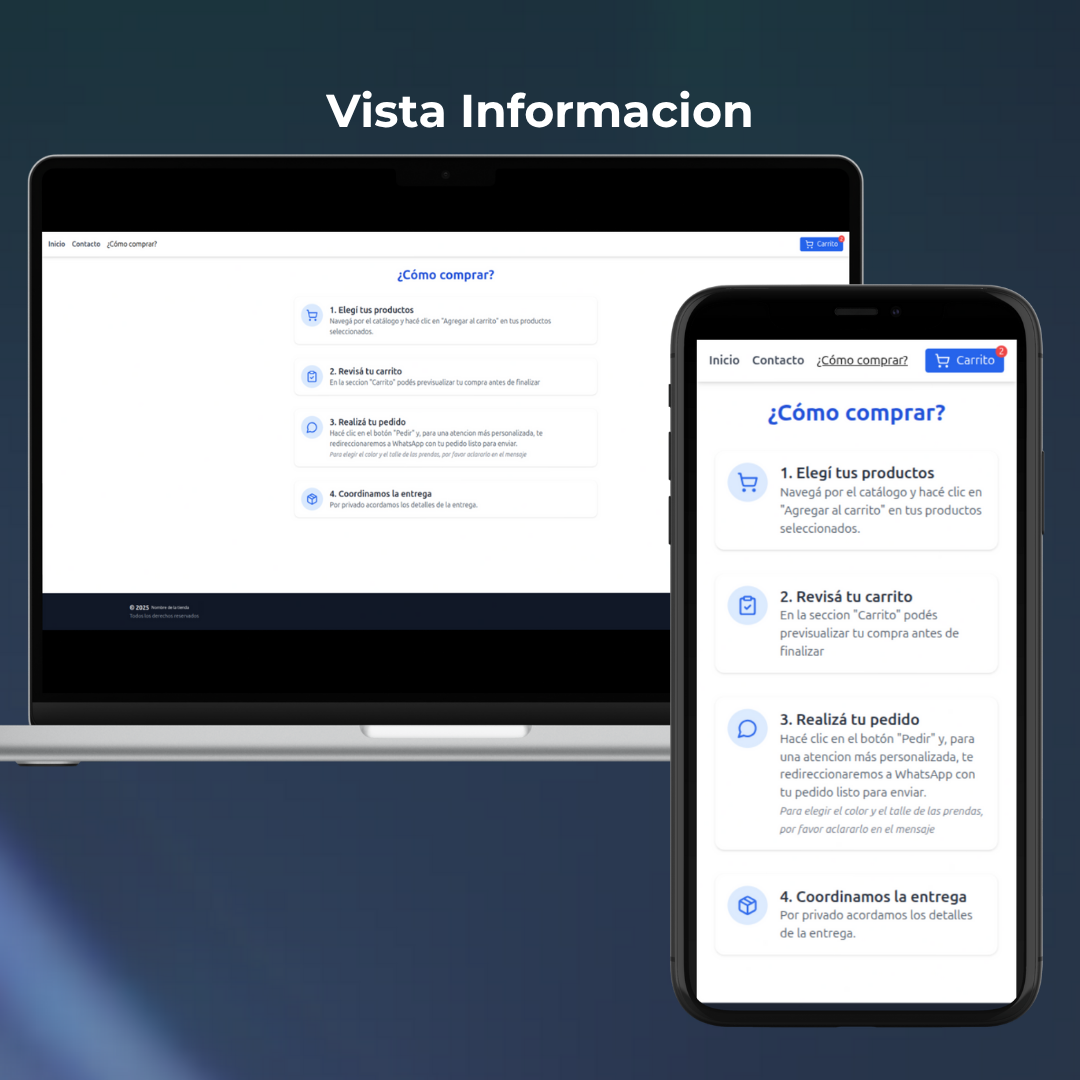 Vista Informacion
Inicio Contacto ¿Cómo comprar?
Carrito
¿Cómo comprar?
1. Elegí tus productos
Navegá por el catálogo y hacé clic en "Agregar al carrito" en tus productos
seleccionados.
2. Revisá tu carrito
En la seccion "Carrito" podés previsualizar tu compra antes de finalizar
3. Realizá tu pedido
Hacé clic en el botón "Pedir" y, para una atencion más personalizada, te
redireccionaremos a WhatsApp con tu pedido listo para enviar.
Para elegir el color y el talle de las prendas, por favor aclararlo en el mensaje
4. Coordinamos la entrega
Por privado acordamos los detalles de la entrega.
© 2025 Nombre de la tienda
Todos los derechos reservados
Inicio Contacto ¿Cómo comprar? Carrito 2
¿Cómo comprar?
1. Elegí tus productos
Navegá por el catálogo y hacé clic en
"Agregar al carrito" en tus productos
seleccionados.
2. Revisá tu carrito
En la seccion "Carrito" podés
previsualizar tu compra antes de
finalizar
3. Realizá tu pedido
Hacé clic en el botón "Pedir" y, para
una atencion más personalizada, te
redireccionaremos a WhatsApp con
tu pedido listo para enviar.
Para elegir el color y el talle de las prendas,
por favor aclararlo en el mensaje
4. Coordinamos la entrega
Por privado acordamos los detalles
de la entrega.